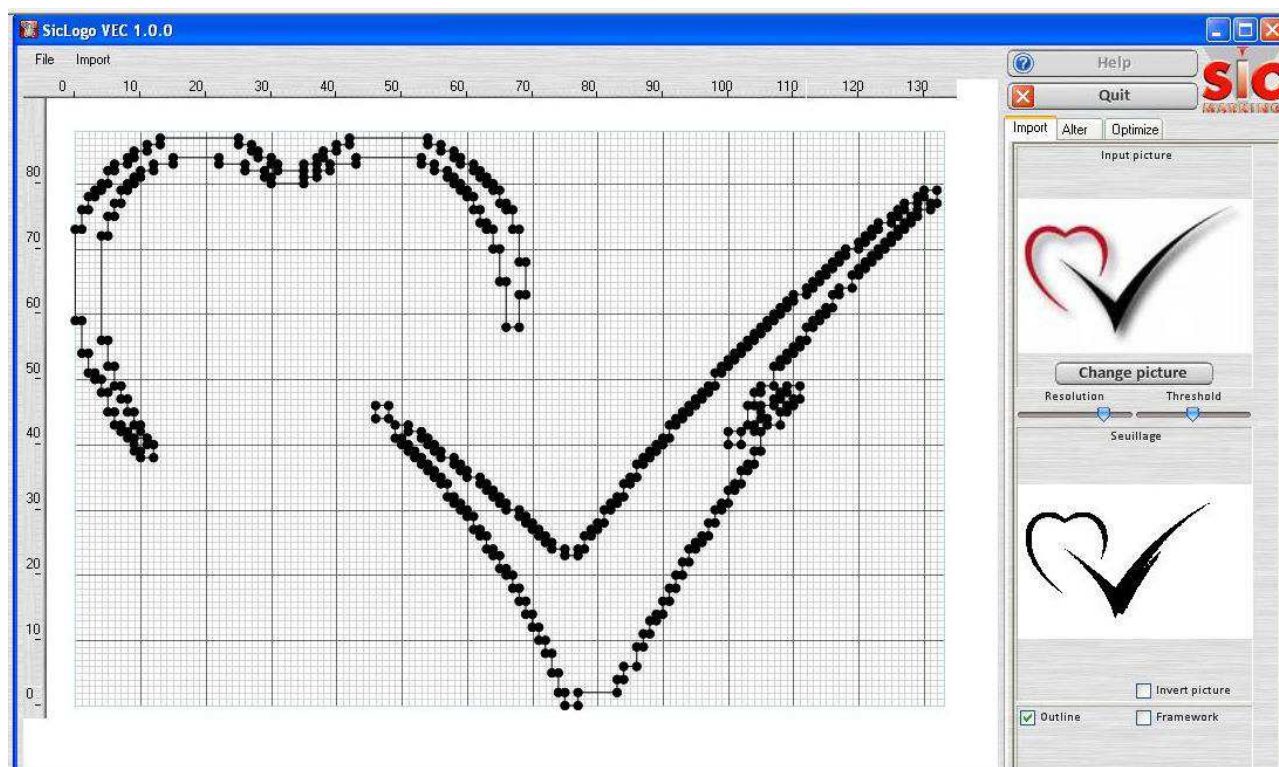 SicLogo VEC 1.0.0
File Import
0 10 20 30 40 50 60 70 80 90 100 110 120 130
80
70
60
50
40
30
20
10
0
Help
Quit
SIC
MARKING
Import Alter Optimize
Input picture
Change picture
Resolution Threshold
Seuillage
Invert picture
Outline Framework